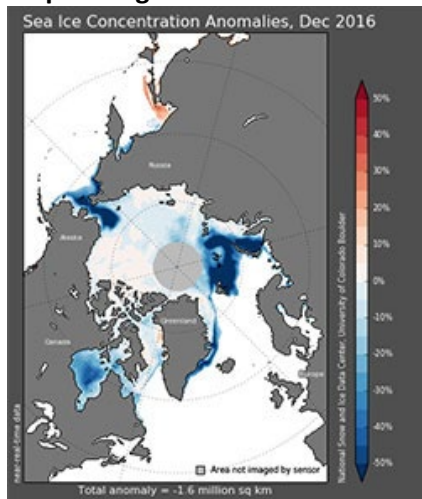 Sea Ice Concentration Anomalies, Dec 2016
Russia
Alaska
Greenland
Canada
Europe
50%
40%
30%
20%
10%
0%
-10%
-20%
-30%
-40%
-50%
National Snow and Ice Data Center, University of Colorado Boulder
near-real-time data
Area not imaged by sensor
Total anomaly = -1.6 million sq km